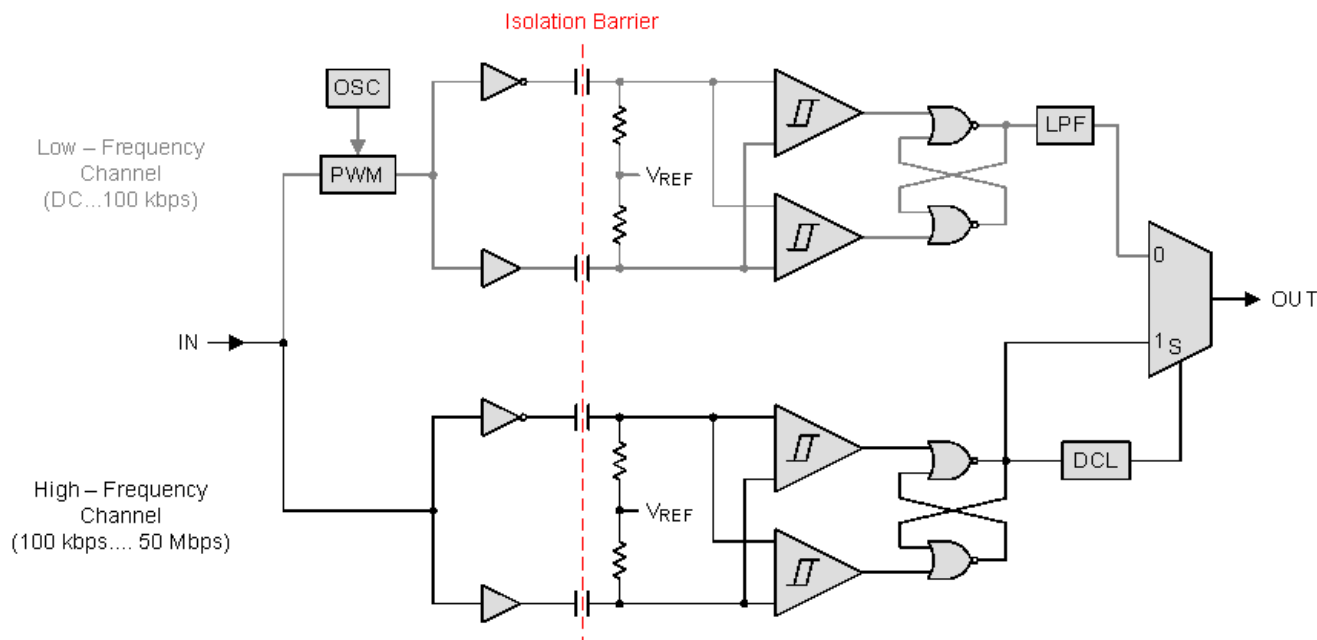 Isolation Barrier
OSC
Low – Frequency
Channel
(DC...100 kbps)
PWM
VREF
LPF
0
OUT
IN
1
S
High – Frequency
Channel
(100 kbps.... 50 Mbps)
VREF
DCL